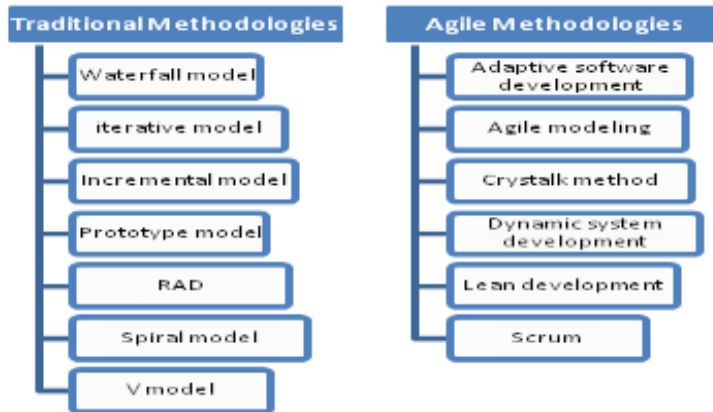 Traditional Methodologies
Waterfall model
iterative model
Incremental model
Prototype model
RAD
Spiral model
V model
Agile Methodologies
Adaptive software
development
Agile modeling
Crystalk method
Dynamic system
development
Lean development
Scrum